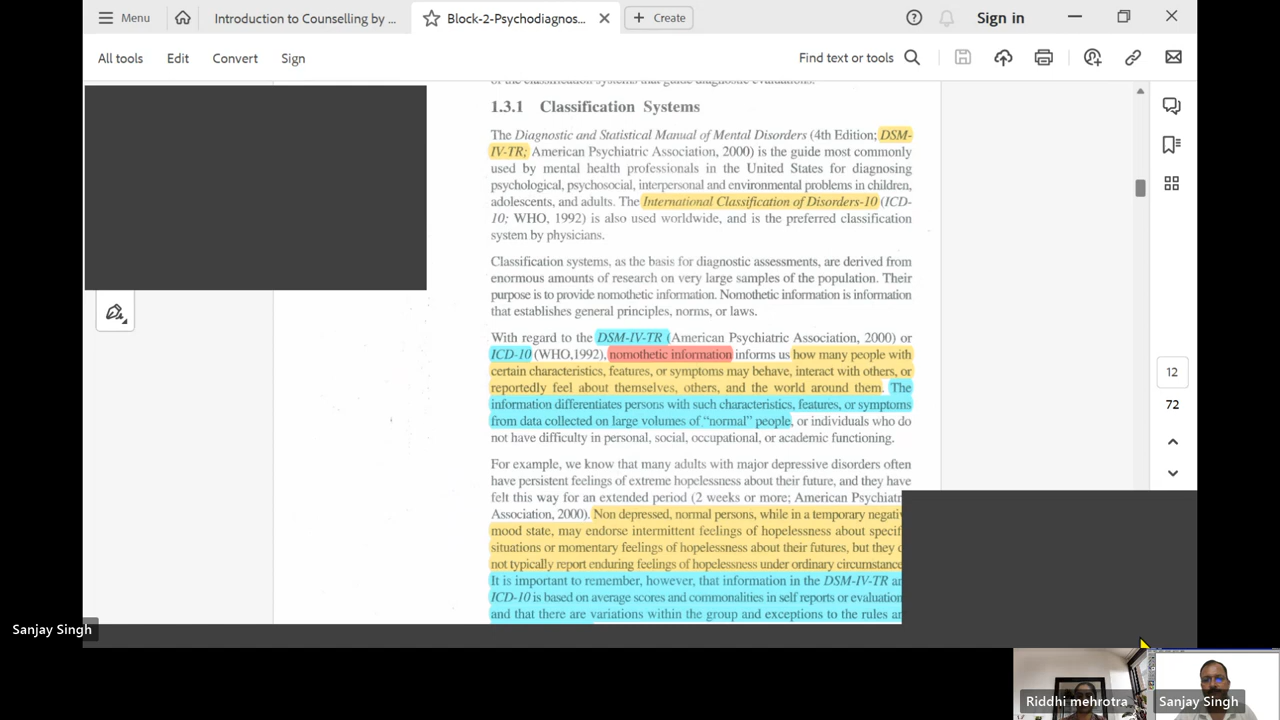 Menu
Introduction to Counselling by ...
Block-2-Psychodiagnos...
Create
Sign in
All tools
Edit
Convert
Sign
Find text or tools
of the classification systems that guide diagnostic evaluations.
1.3.1 Classification Systems
The Diagnostic and Statistical Manual of Mental Disorders (4th Edition; DSM-
IV-TR; American Psychiatric Association, 2000) is the guide most commonly
used by mental health professionals in the United States for diagnosing
psychological, psychosocial, interpersonal and environmental problems in children,
adolescents, and adults. The International Classification of Disorders-10 (ICD-
10; WHO, 1992) is also used worldwide, and is the preferred classification
system by physicians.
Classification systems, as the basis for diagnostic assessments, are derived from
enormous amounts of research on very large samples of the population. Their
purpose is to provide nomothetic information. Nomothetic information is information
that establishes general principles, norms, or laws.
With regard to the DSM-IV-TR (American Psychiatric Association, 2000) or
ICD-10 (WHO,1992), nomothetic information informs us how many people with
certain characteristics, features, or symptoms may behave, interact with others, or
reportedly feel about themselves, others, and the world around them. The
information differentiates persons with such characteristics, features, or symptoms
from data collected on large volumes of “normal” people, or individuals who do
not have difficulty in personal, social, occupational, or academic functioning.
For example, we know that many adults with major depressive disorders often
have persistent feelings of extreme hopelessness about their future, and they have
felt this way for an extended period (2 weeks or more; American Psychiatr
Association, 2000). Non depressed, normal persons, while in a temporary negativ
mood state, may endorse intermittent feelings of hopelessness about specif
situations or momentary feelings of hopelessness about their futures, but they
not typically report enduring feelings of hopelessness under ordinary circumstance
It is important to remember, however, that information in the DSM-IV-TR an
ICD-10 is based on average scores and commonalities in self reports or evaluation
and that there are variations within the group and exceptions to the rules an
12
72
Sanjay Singh
Riddhi mehrotra
Sanjay Singh